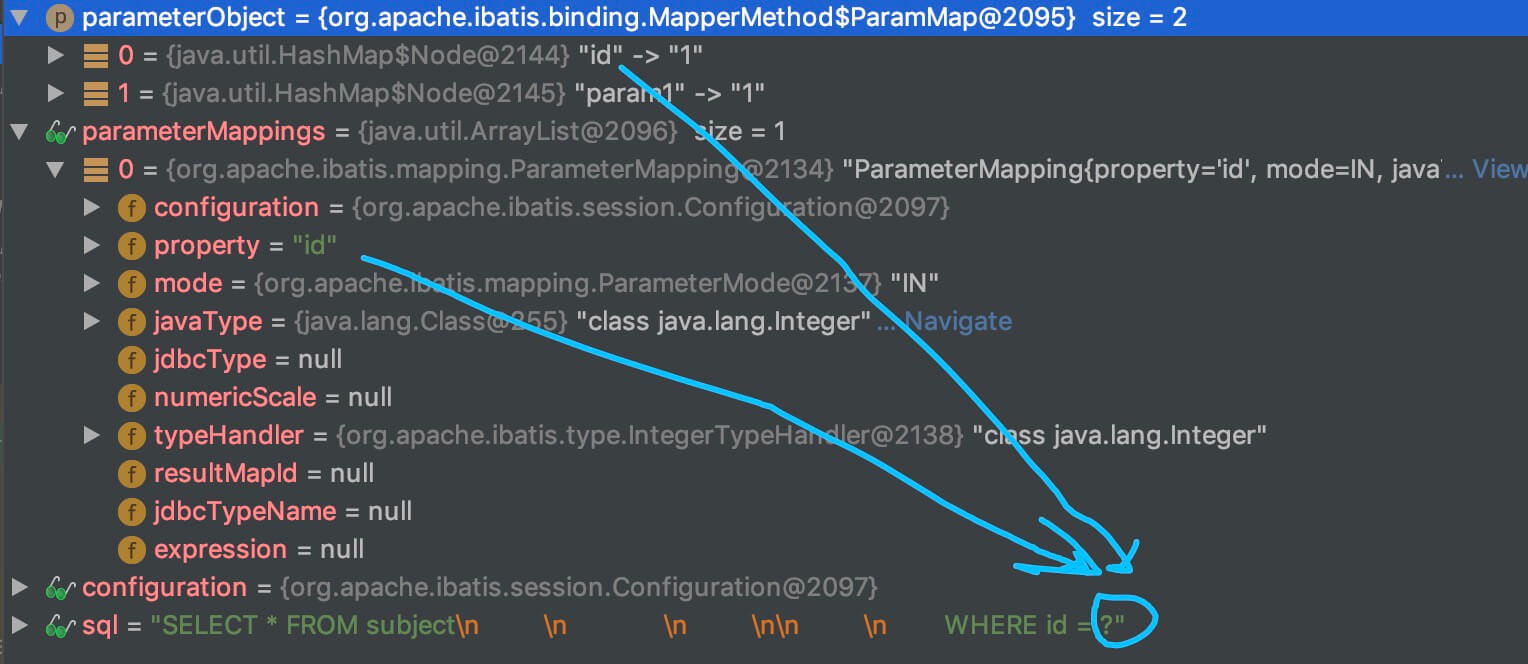 parameterObject = {org.apache.ibatis.binding.MapperMethod$ParamMap@2095} size = 2
0 = {java.util.HashMap$Node@2144} "id" -> "1"
1 = {java.util.HashMap$Node@2145} "param1" -> "1"
parameterMappings = {java.util.ArrayList@2096} size = 1
0 = {org.apache.ibatis.mapping.ParameterMapping@2134} "ParameterMapping{property='id', mode=IN, java'... View
configuration = {org.apache.ibatis.session.Configuration@2097}
property = "id"
mode = {org.apache.ibatis.mapping.ParameterMode@2137} "IN"
javaType = {java.lang.Class@255} "class java.lang.Integer" ... Navigate
jdbcType = null
numericScale = null
typeHandler = {org.apache.ibatis.type.IntegerTypeHandler@2138} "class java.lang.Integer"
resultMapId = null
jdbcTypeName = null
expression = null
configuration = {org.apache.ibatis.session.Configuration@2097}
sql = "SELECT * FROM subject\n \n \n \n\n \n WHERE id = ?"